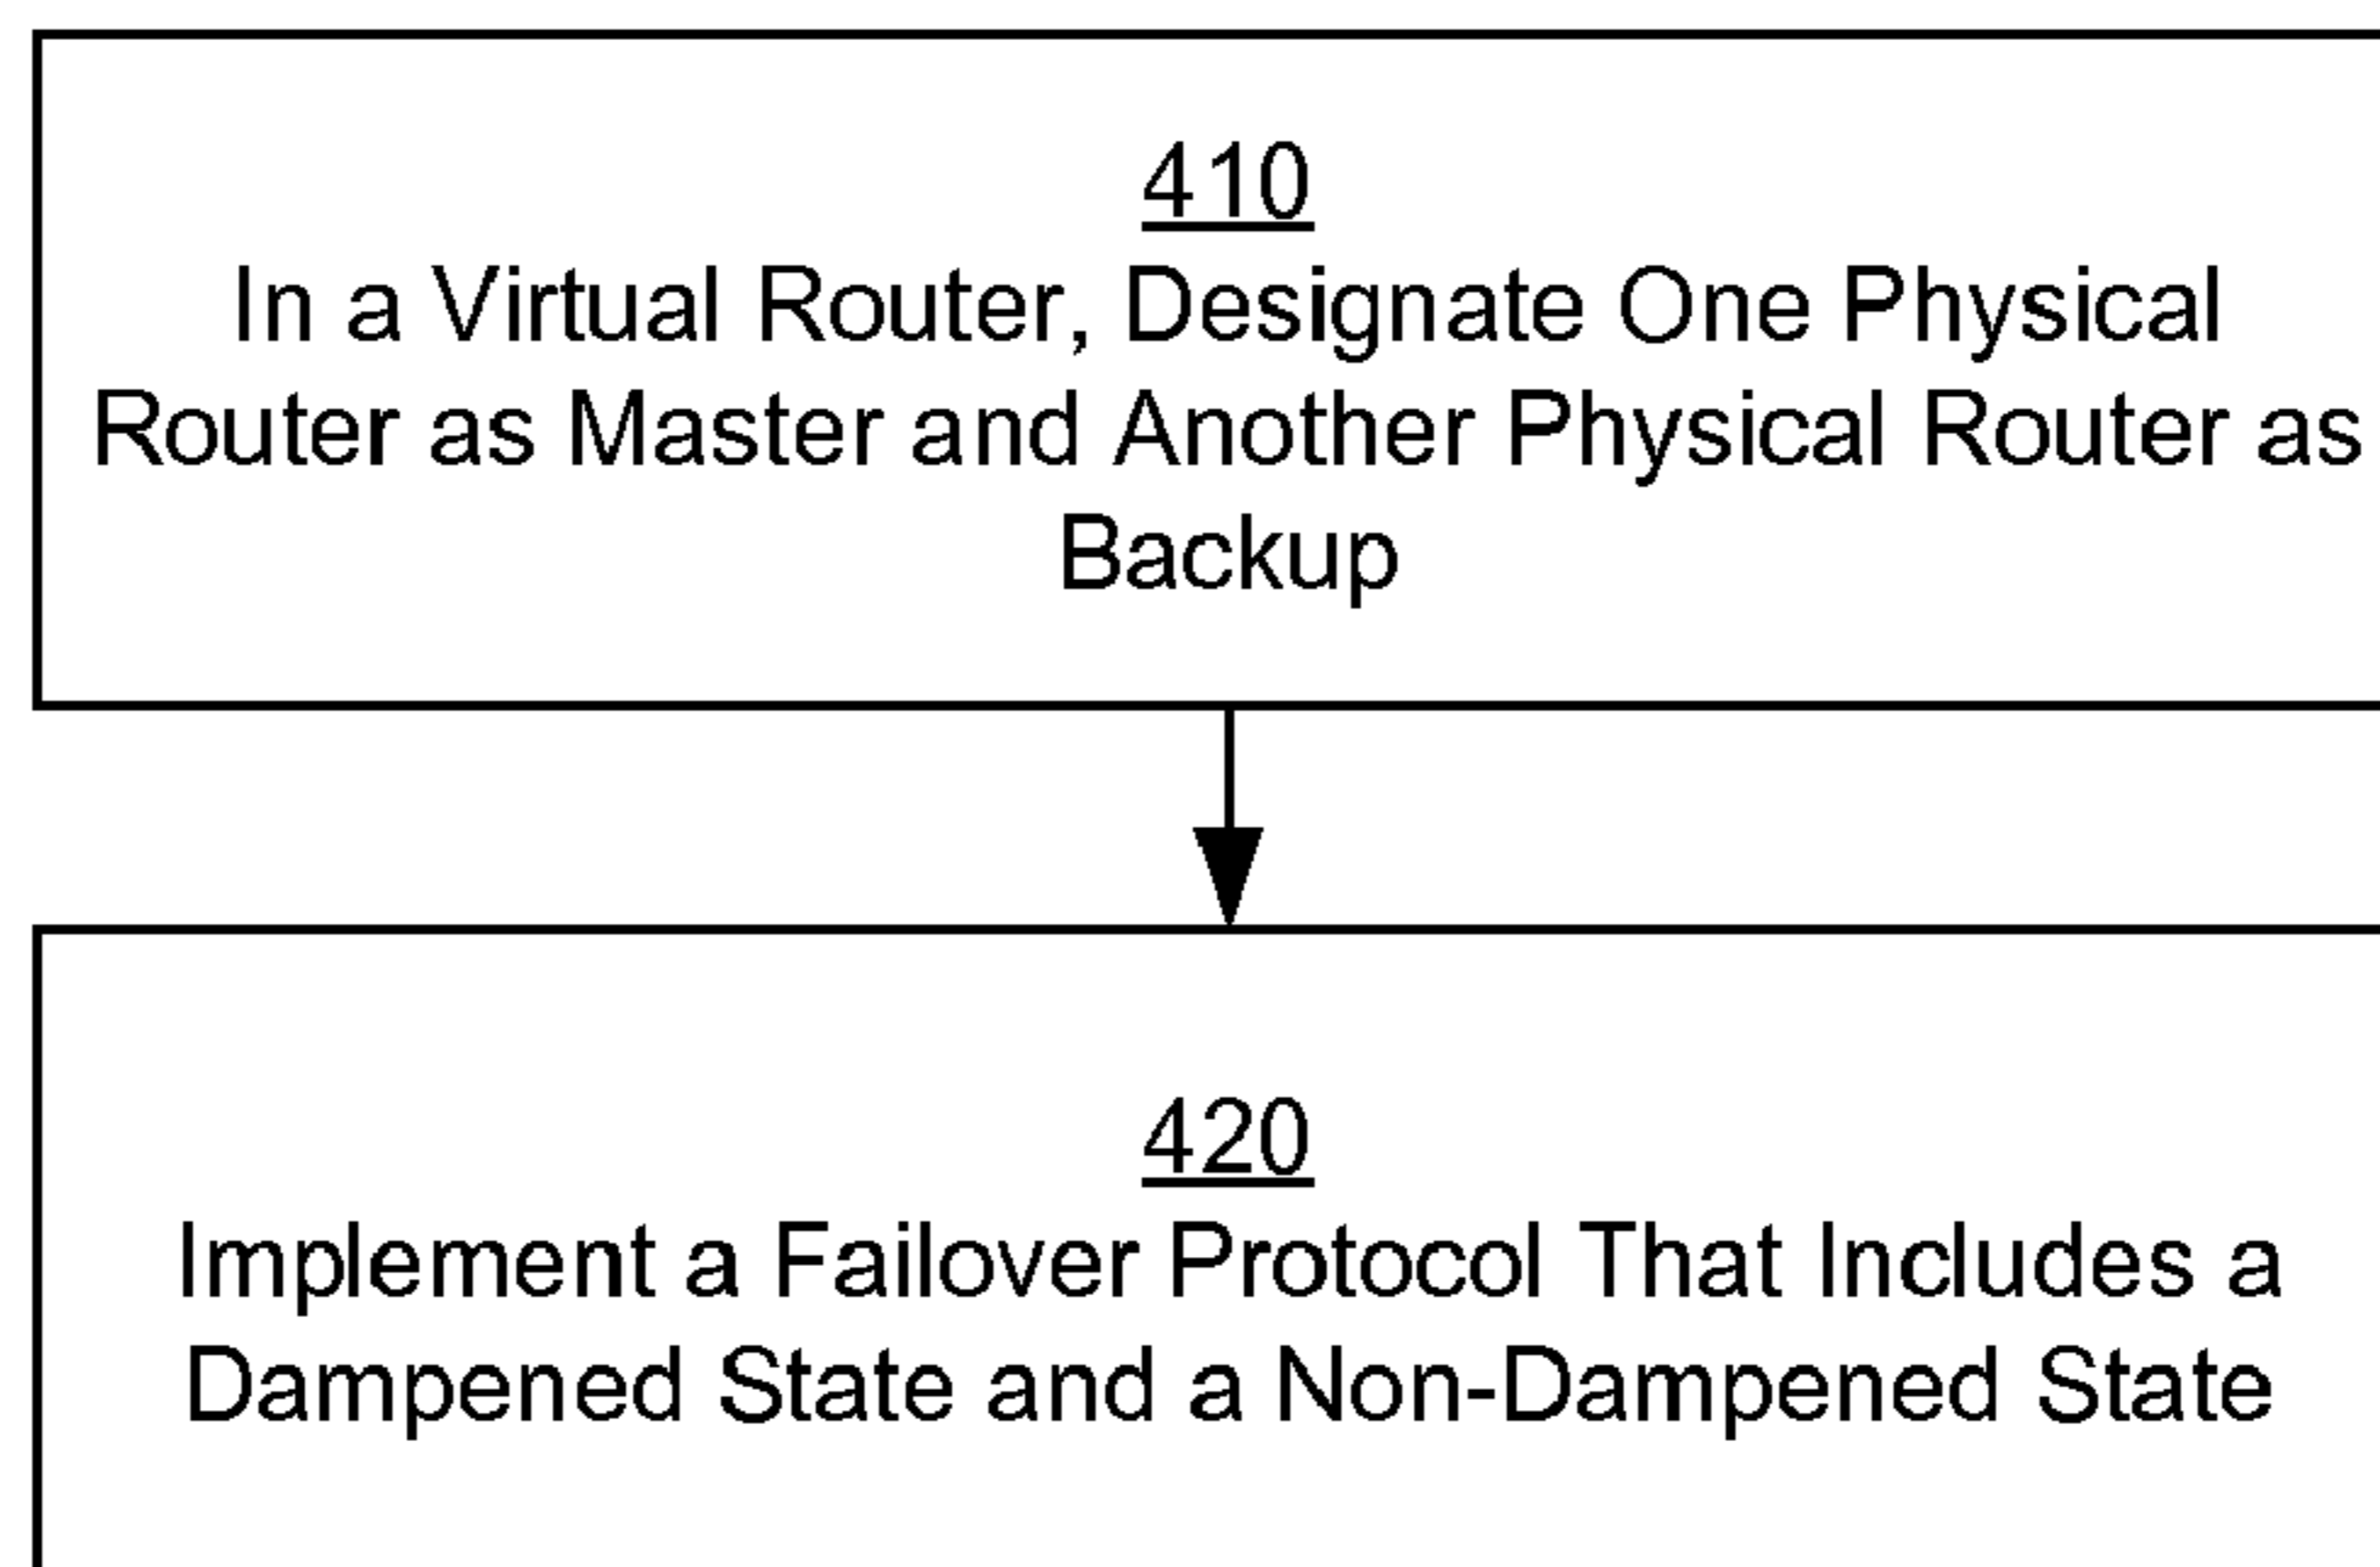 410
In a Virtual Router, Designate One Physical
Router as Master and Another Physical Router as
Backup
420
Implement a Failover Protocol That Includes a
Dampened State and a Non-Dampened State